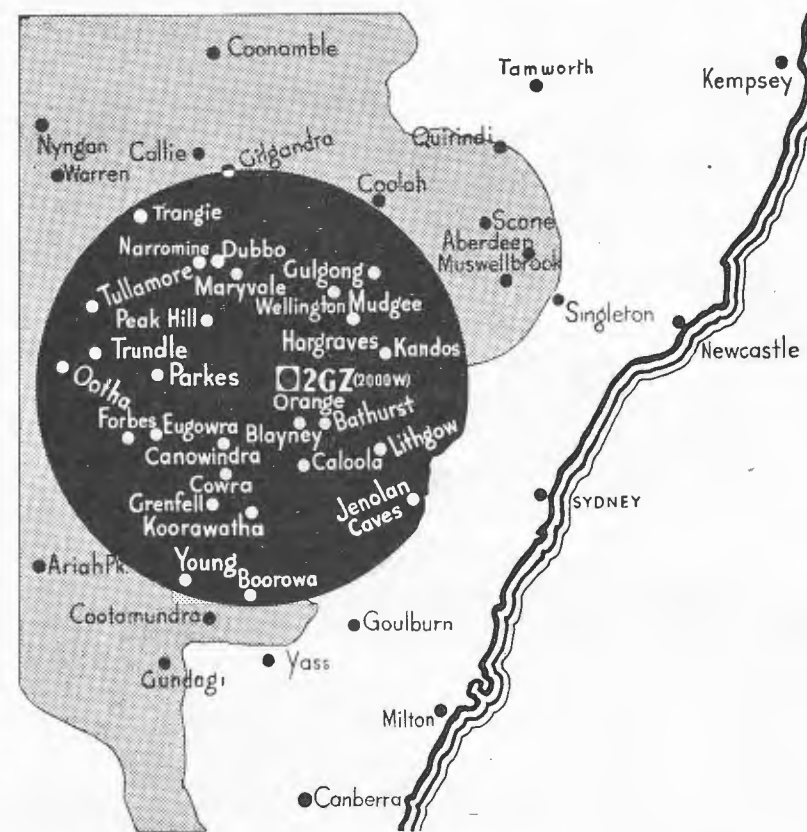 Coonamble
Tamworth
Kempsey
Nyngan
Callie
Gilgandra
Quirindi
Warren
Coolah
Trangie
Scone
Narromine
Dubbo
Aberdeen
Tullamore
Maryvale
Gulgong
Muswellbrook
Wellington
Mudgee
Singleton
Peak Hill
Newcastle
Trundle
Hargraves
Kandos
Ootha
Parkes
2GZ (2000W)
Orange
Forbes
Eugowra
Blayney
Bathurst
Canowindra
Caloola
Lithgow
Cowra
Grenfell
Jenolan
Caves
SYDNEY
Koorawatha
Ariah Pk.
Young
Boorowa
Cootamundra
Goulburn
Gundagi
Yass
Milton
Canberra